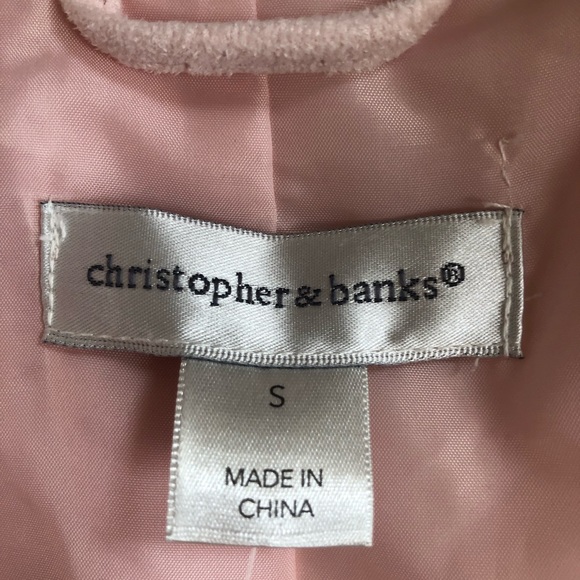 christopher & banks®
S
MADE IN
CHINA